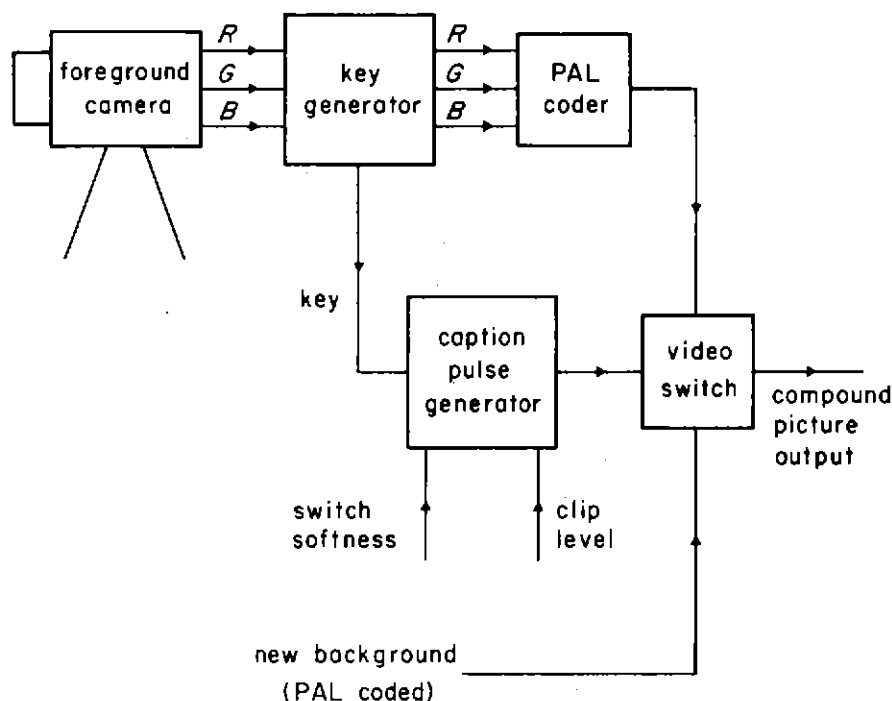 foreground
camera
R
G
B
key
generator
R
G
B
PAL
coder
key
caption
pulse
generator
video
switch
compound
picture
output
switch
softness
clip
level
new background
(PAL coded)